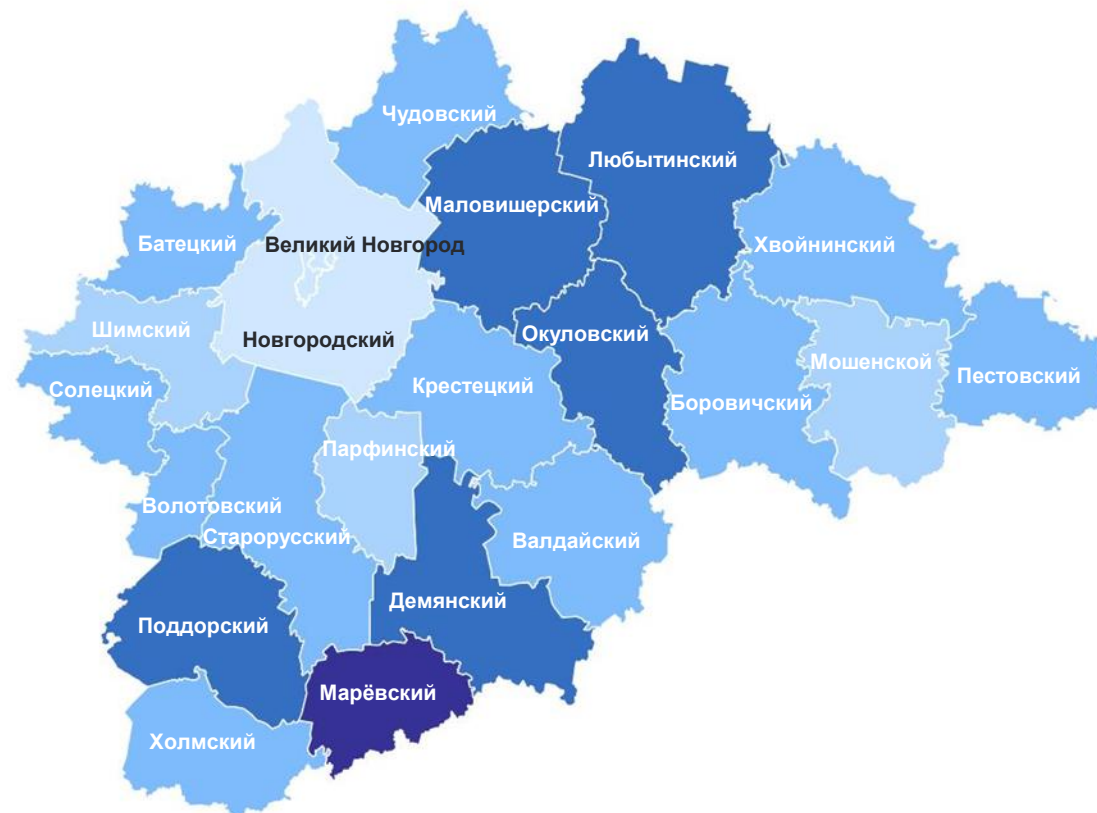 Чудовский
Любытинский
Маловишерский
Батецкий
Великий Новгород
Хвойнинский
Шимский
Новгородский
Окуловский
Мошенской
Солецкий
Крестецкий
Боровичский
Пестовский
Парфинский
Волотовский
Старорусский
Валдайский
Демянский
Поддорский
Марёвский
Холмский